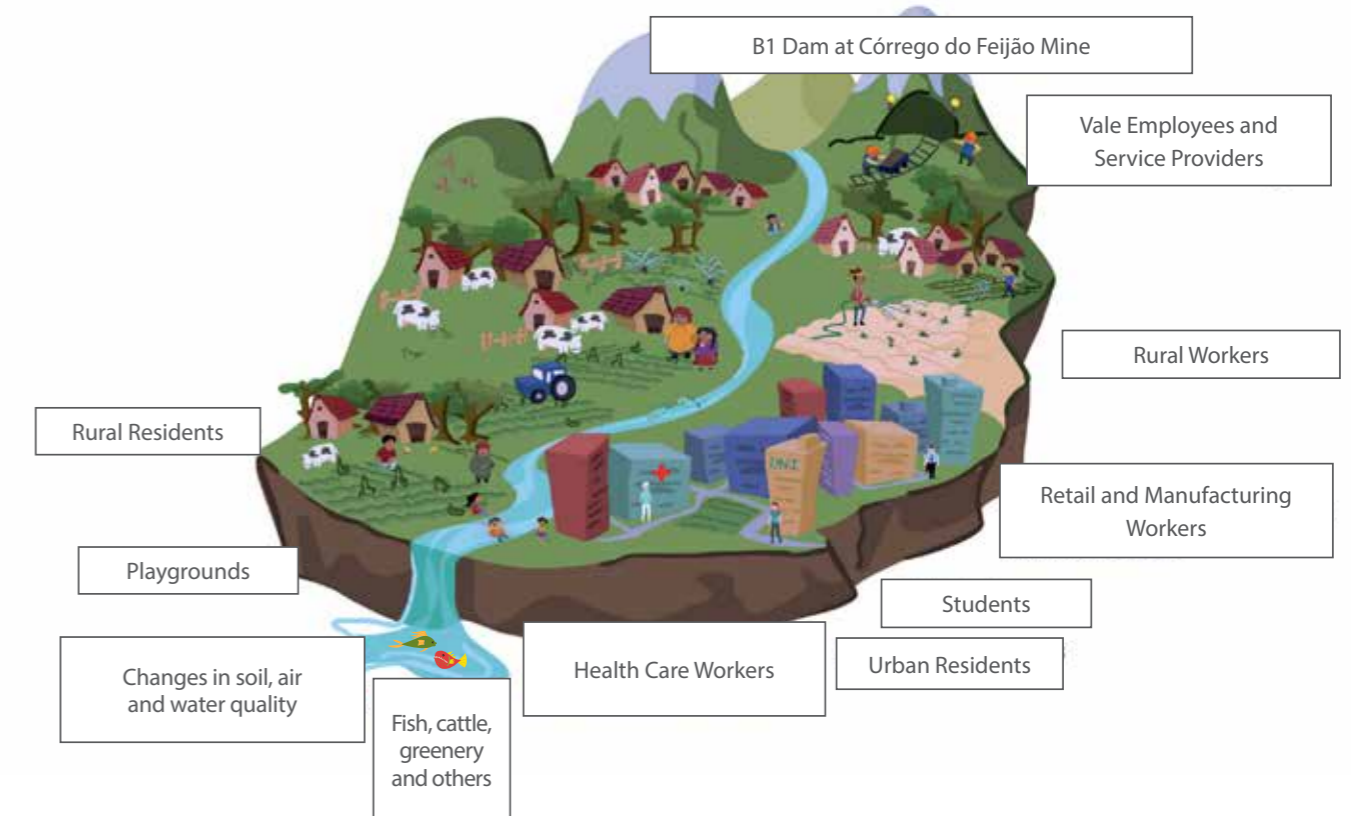 B1 Dam at Córrego do Feijão Mine
Vale Employees and
Service Providers
Rural Workers
Rural Residents
Retail and Manufacturing
Workers
UNI
Playgrounds
Students
Changes in soil, air
and water quality
Health Care Workers
Urban Residents
Fish, cattle,
greenery
and others